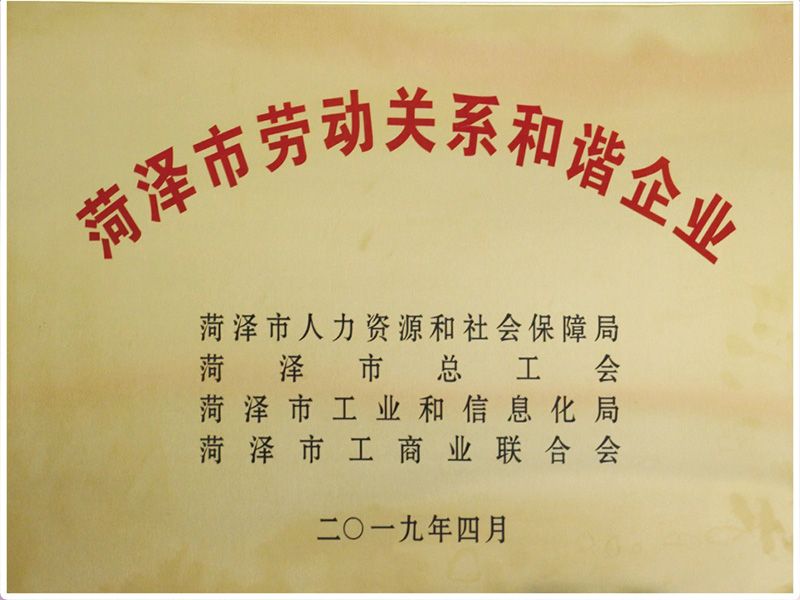 菏泽市劳动关系和谐企业
菏泽市人力资源和社会保障局
菏泽市总工会
菏泽市工业和信息化局
菏泽市工商业联合会
二〇一九年四月